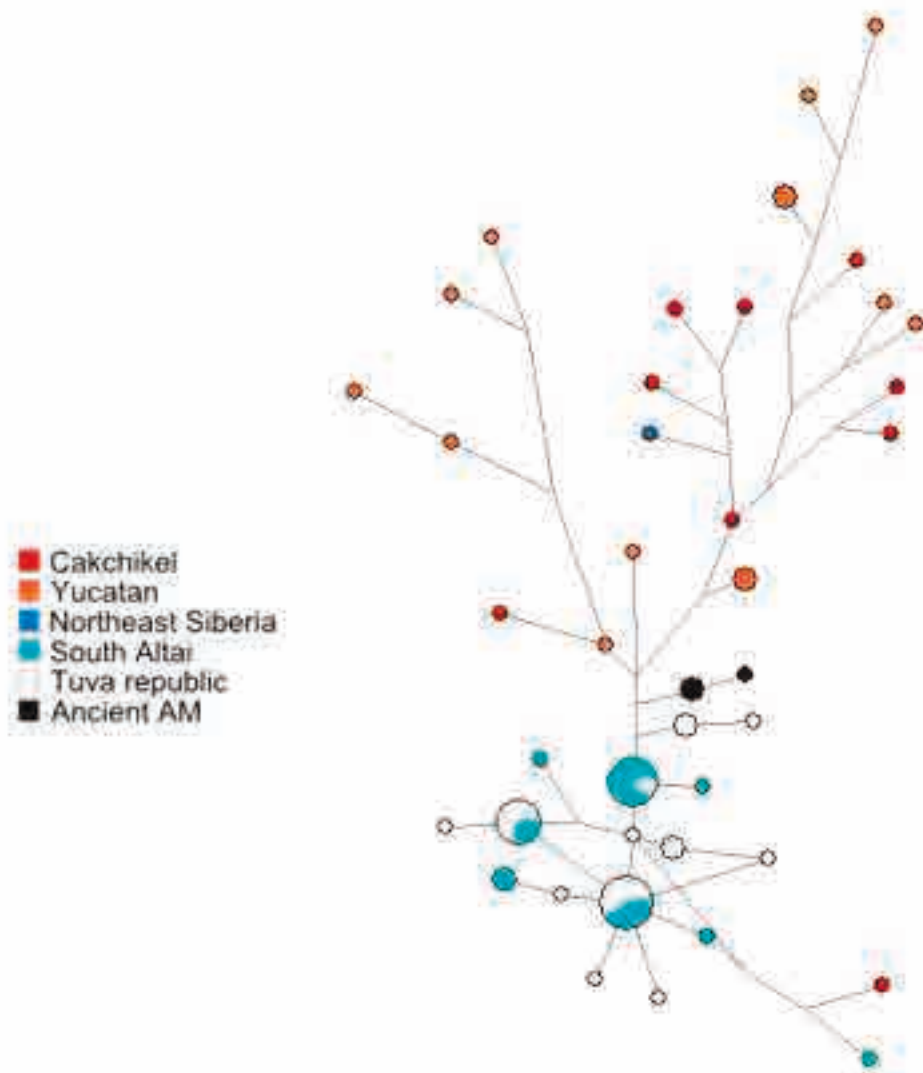 Cakchikel
Yucatan
Northeast Siberia
South Altai
Tuva republic
Ancient AM